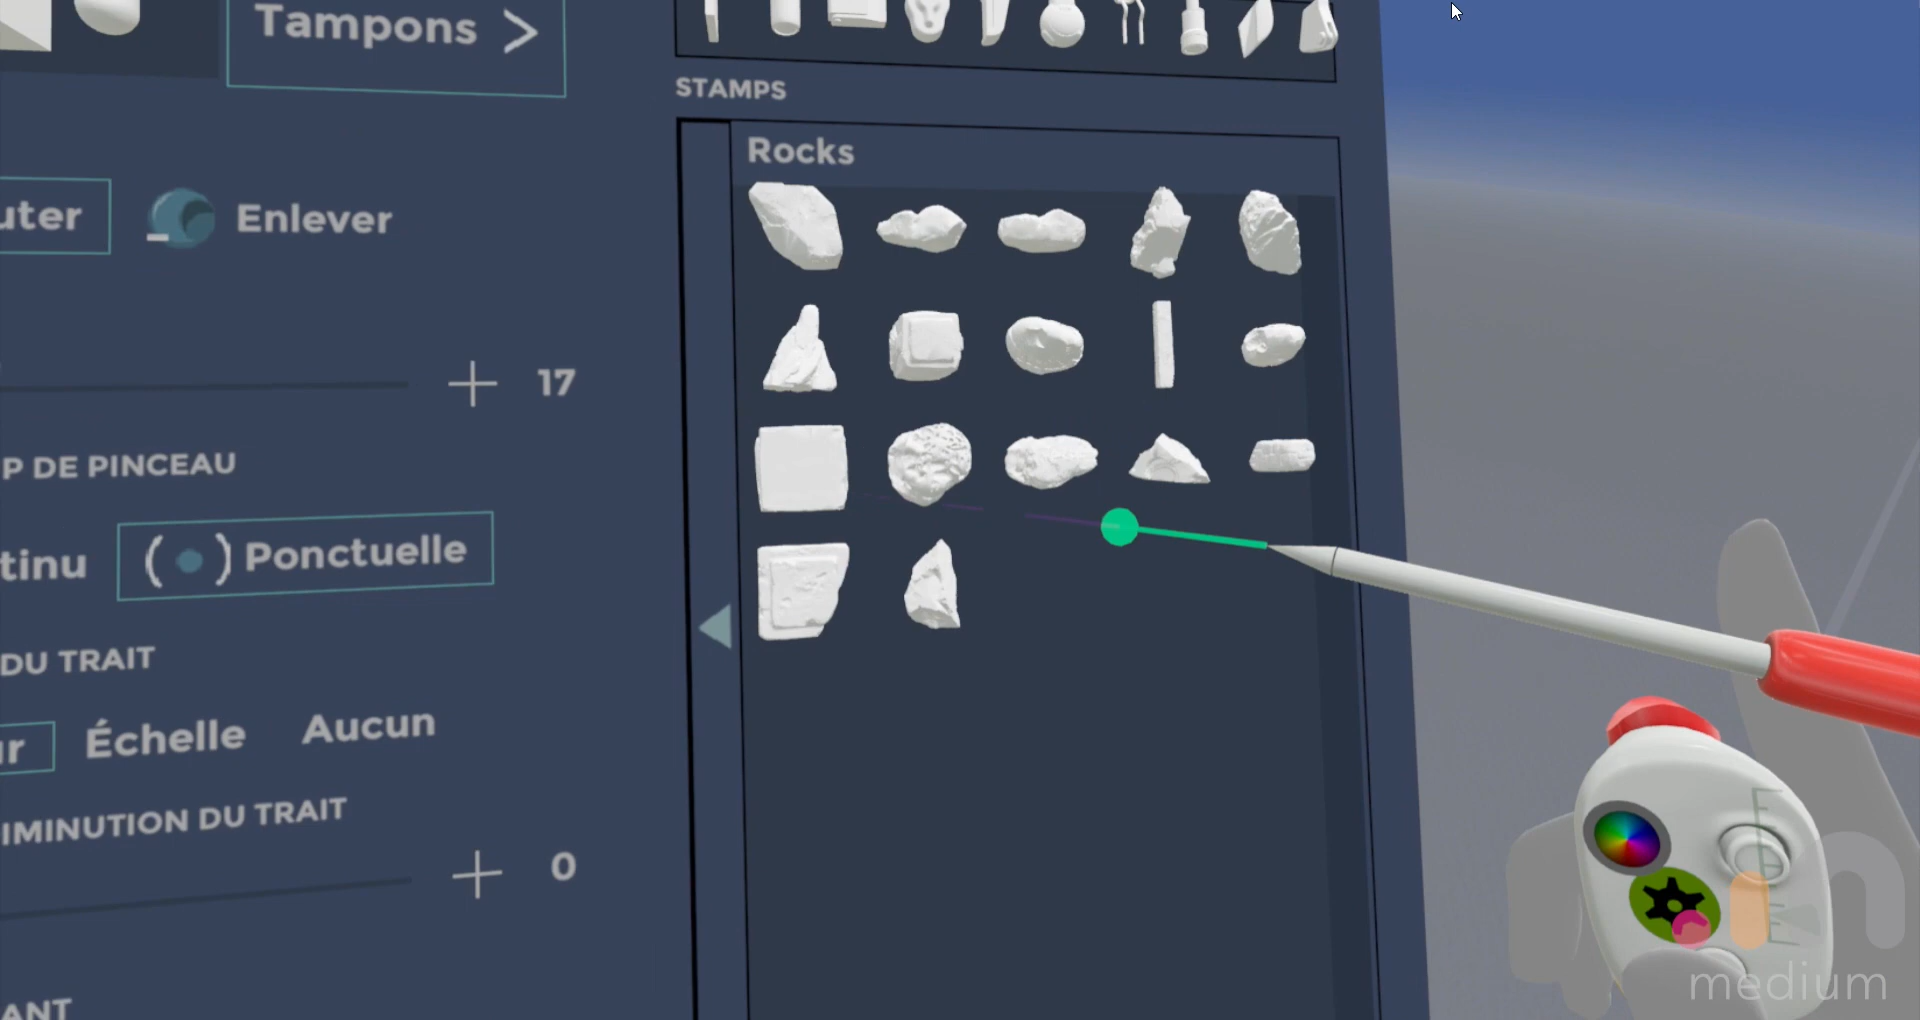 Tampons >
STAMPS
Rocks
uter
Enlever
17
P DE PINCEAU
tinu
( ) Ponctuelle
DU TRAIT
ur
Échelle
Aucun
IMINUTION DU TRAIT
0
ANT
medium